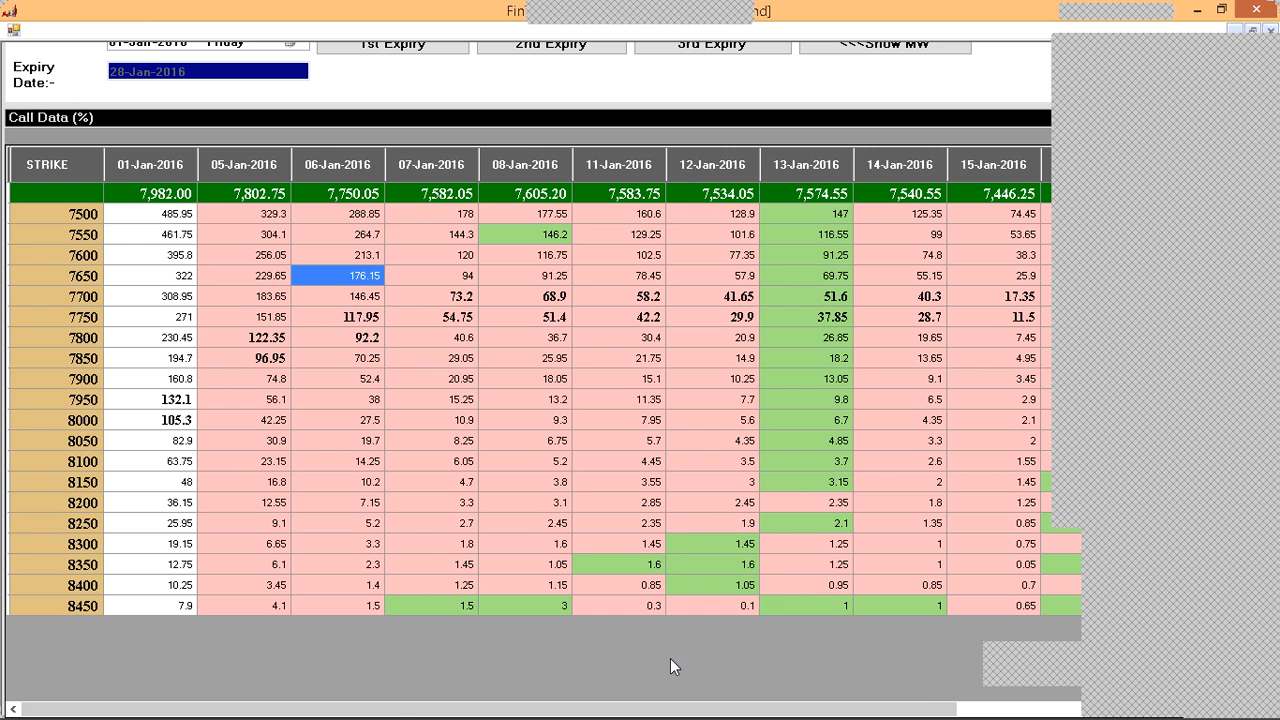 Fin nd]
01-Jan-2016 Friday 1st Expiry 2nd Expiry 3rd Expiry <<<Show MW
Expiry
Date:-
28-Jan-2016
Call Data (%)
STRIKE 01-Jan-2016 05-Jan-2016 06-Jan-2016 07-Jan-2016 08-Jan-2016 11-Jan-2016 12-Jan-2016 13-Jan-2016 14-Jan-2016 15-Jan-2016
7,982.00 7,802.75 7,750.05 7,582.05 7,605.20 7,583.75 7,534.05 7,574.55 7,540.55 7,446.25
7500 485.95 329.3 288.85 178 177.55 160.6 128.9 147 125.35 74.45
7550 461.75 304.1 264.7 144.3 146.2 129.25 101.6 116.55 99 53.65
7600 395.8 256.05 213.1 120 116.75 102.5 77.35 91.25 74.8 38.3
7650 322 229.65 176.15 94 91.25 78.45 57.9 69.75 55.15 25.9
7700 308.95 183.65 146.45 73.2 68.9 58.2 41.65 51.6 40.3 17.35
7750 271 151.85 117.95 54.75 51.4 42.2 29.9 37.85 28.7 11.5
7800 230.45 122.35 92.2 40.6 36.7 30.4 20.9 26.85 19.65 7.45
7850 194.7 96.95 70.25 29.05 25.95 21.75 14.9 18.2 13.65 4.95
7900 160.8 74.8 52.4 20.95 18.05 15.1 10.25 13.05 9.1 3.45
7950 132.1 56.1 38 15.25 13.2 11.35 7.7 9.8 6.5 2.9
8000 105.3 42.25 27.5 10.9 9.3 7.95 5.6 6.7 4.35 2.1
8050 82.9 30.9 19.7 8.25 6.75 5.7 4.35 4.85 3.3 2
8100 63.75 23.15 14.25 6.05 5.2 4.45 3.5 3.7 2.6 1.55
8150 48 16.8 10.2 4.7 3.8 3.55 3 3.15 2 1.45
8200 36.15 12.55 7.15 3.3 3.1 2.85 2.45 2.35 1.8 1.25
8250 25.95 9.1 5.2 2.7 2.45 2.35 1.9 2.1 1.35 0.85
8300 19.15 6.65 3.3 1.8 1.6 1.45 1.45 1.25 1 0.75
8350 12.75 6.1 2.3 1.45 1.05 1.6 1.6 1.25 1 0.05
8400 10.25 3.45 1.4 1.25 1.15 0.85 1.05 0.95 0.85 0.7
8450 7.9 4.1 1.5 1.5 3 0.3 0.1 1 1 0.65